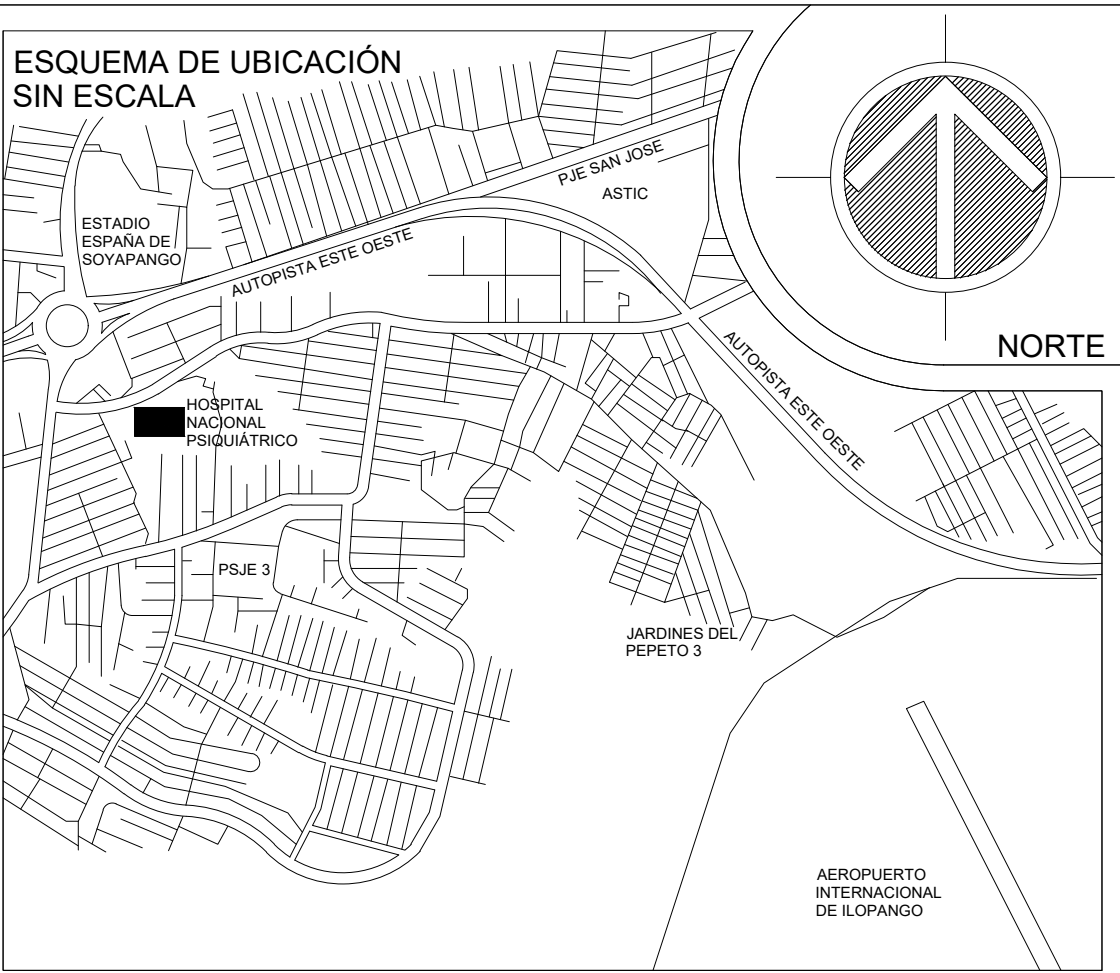 ESQUEMA DE UBICACIÓN
SIN ESCALA
PJE SAN JOSE
ASTIC
ESTADIO
ESPAÑA DE
SOYAPANGO
AUTOPISTA ESTE OESTE
NORTE
AUTOPISTA ESTE OESTE
HOSPITAL
NACIONAL
PSIQUIÁTRICO
PSJE 3
JARDINES DEL
PEPETO 3
AEROPUERTO
INTERNACIONAL
DE ILOPANGO